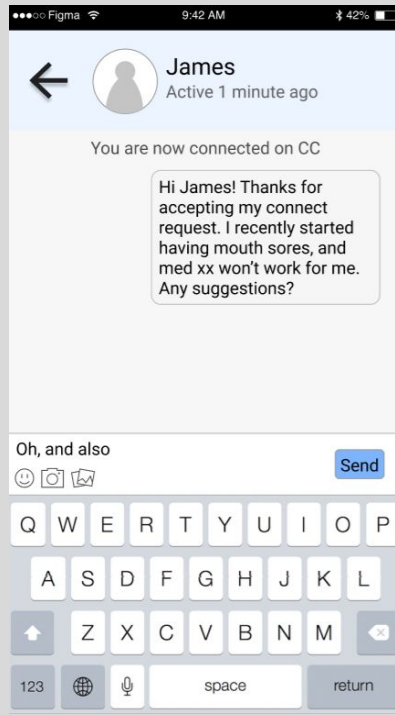 Figma 9:42 AM 42%
James
Active 1 minute ago
You are now connected on CC
Hi James! Thanks for
accepting my connect
request. I recently started
having mouth sores, and
med xx won't work for me.
Any suggestions?
Oh, and also
Send
Q W E R T Y U I O P
A S D F G H J K L
Z X C V B N M
123 space return